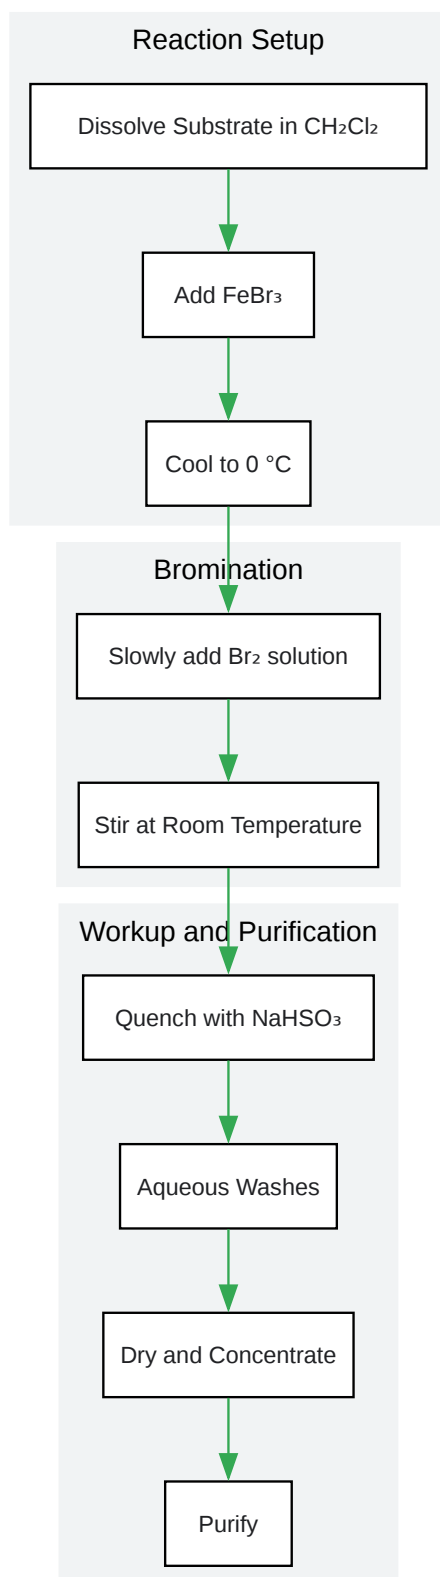 Reaction Setup
Dissolve Substrate in CH₂Cl₂
Add FeBr₃
Cool to 0 °C
Bromination
Slowly add Br₂ solution
Stir at Room Temperature
Workup and Purification
Quench with NaHSO₃
Aqueous Washes
Dry and Concentrate
Purify